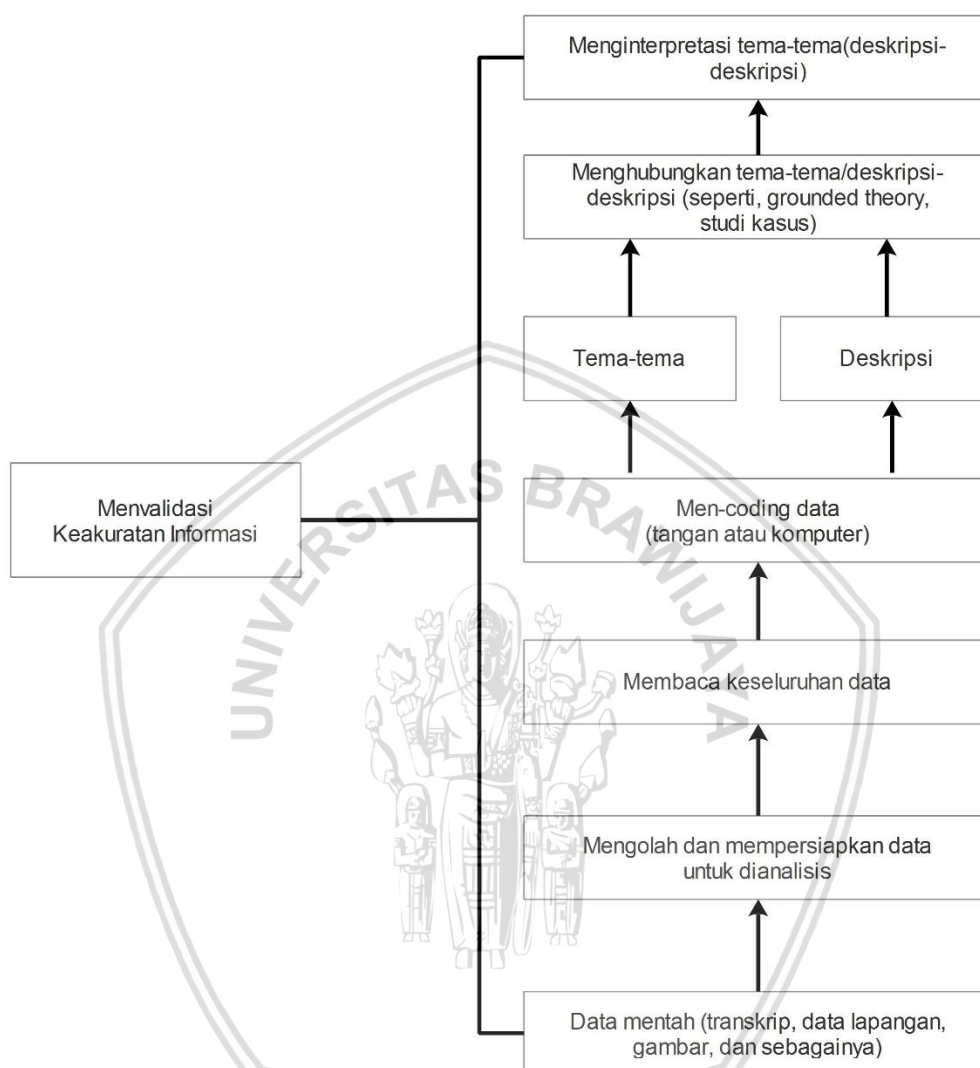 Menginterpretasi tema-tema(deskripsi-
deskripsi)
Menghubungkan tema-tema/deskripsi-
deskripsi (seperti, grounded theory,
studi kasus)
Tema-tema
Deskripsi
Menvalidasi
Keakuratan Informasi
Men-coding data
(tangan atau komputer)
UNIVERSITAS BRAWIJAYA
Membaca keseluruhan data
Mengolah dan mempersiapkan data
untuk dianalisis
Data mentah (transkrip, data lapangan,
gambar, dan sebagainya)